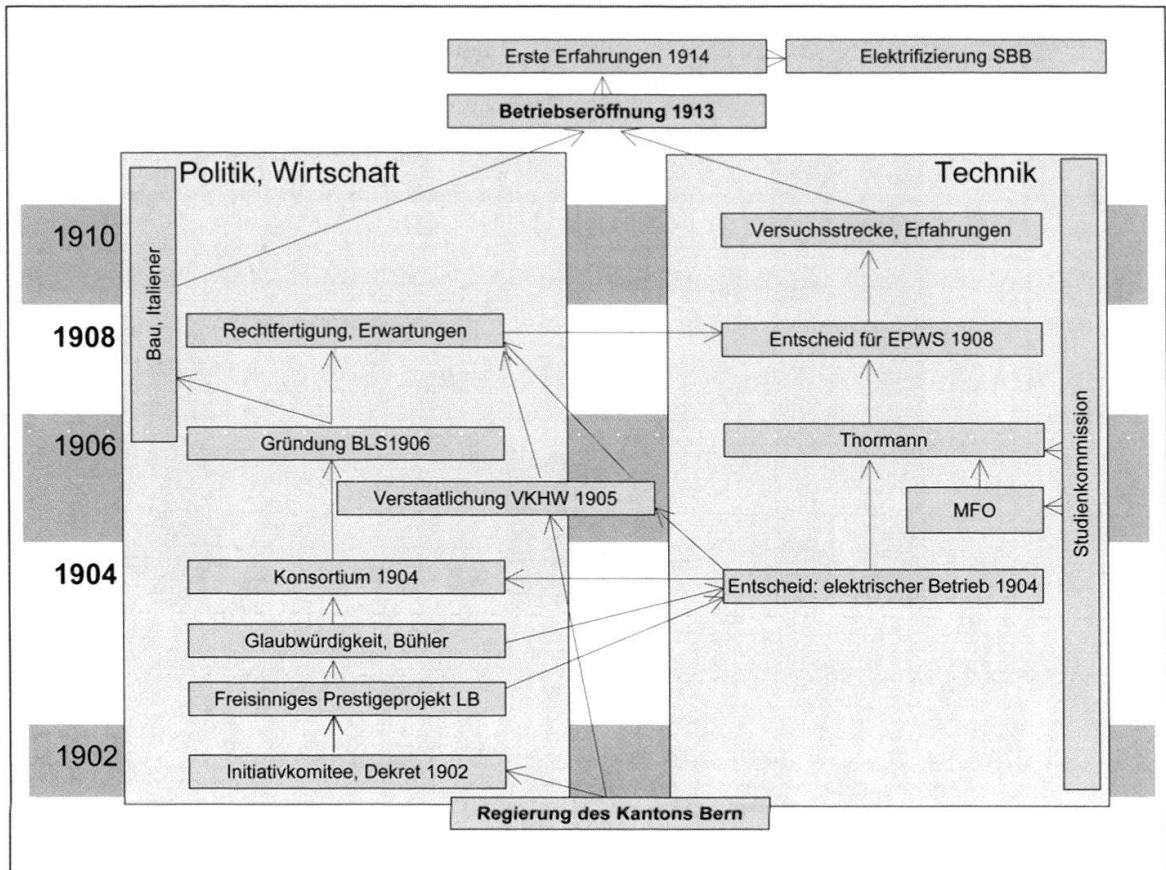 Erste Erfahrungen 1914
Elektrifizierung SBB
Betriebseröffnung 1913
Politik, Wirtschaft
Technik
1910
Versuchsstrecke, Erfahrungen
Bau, Italiener
1908
Rechtfertigung, Erwartungen
Entscheid für EPWS 1908
Studienkommission
1906
Gründung BLS1906
Thormann
Verstaatlichung VKHW 1905
MFO
1904
Konsortium 1904
Entscheid: elektrischer Betrieb 1904
Glaubwürdigkeit, Bühler
Freisinniges Prestigeprojekt LB
1902
Initiativkomitee, Dekret 1902
Regierung des Kantons Bern